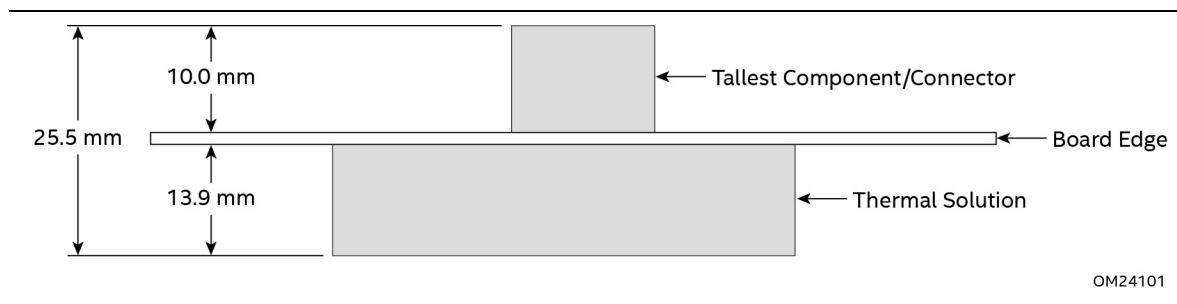 10.0 mm
Tallest Component/Connector
25.5 mm
Board Edge
13.9 mm
Thermal Solution
OM24101